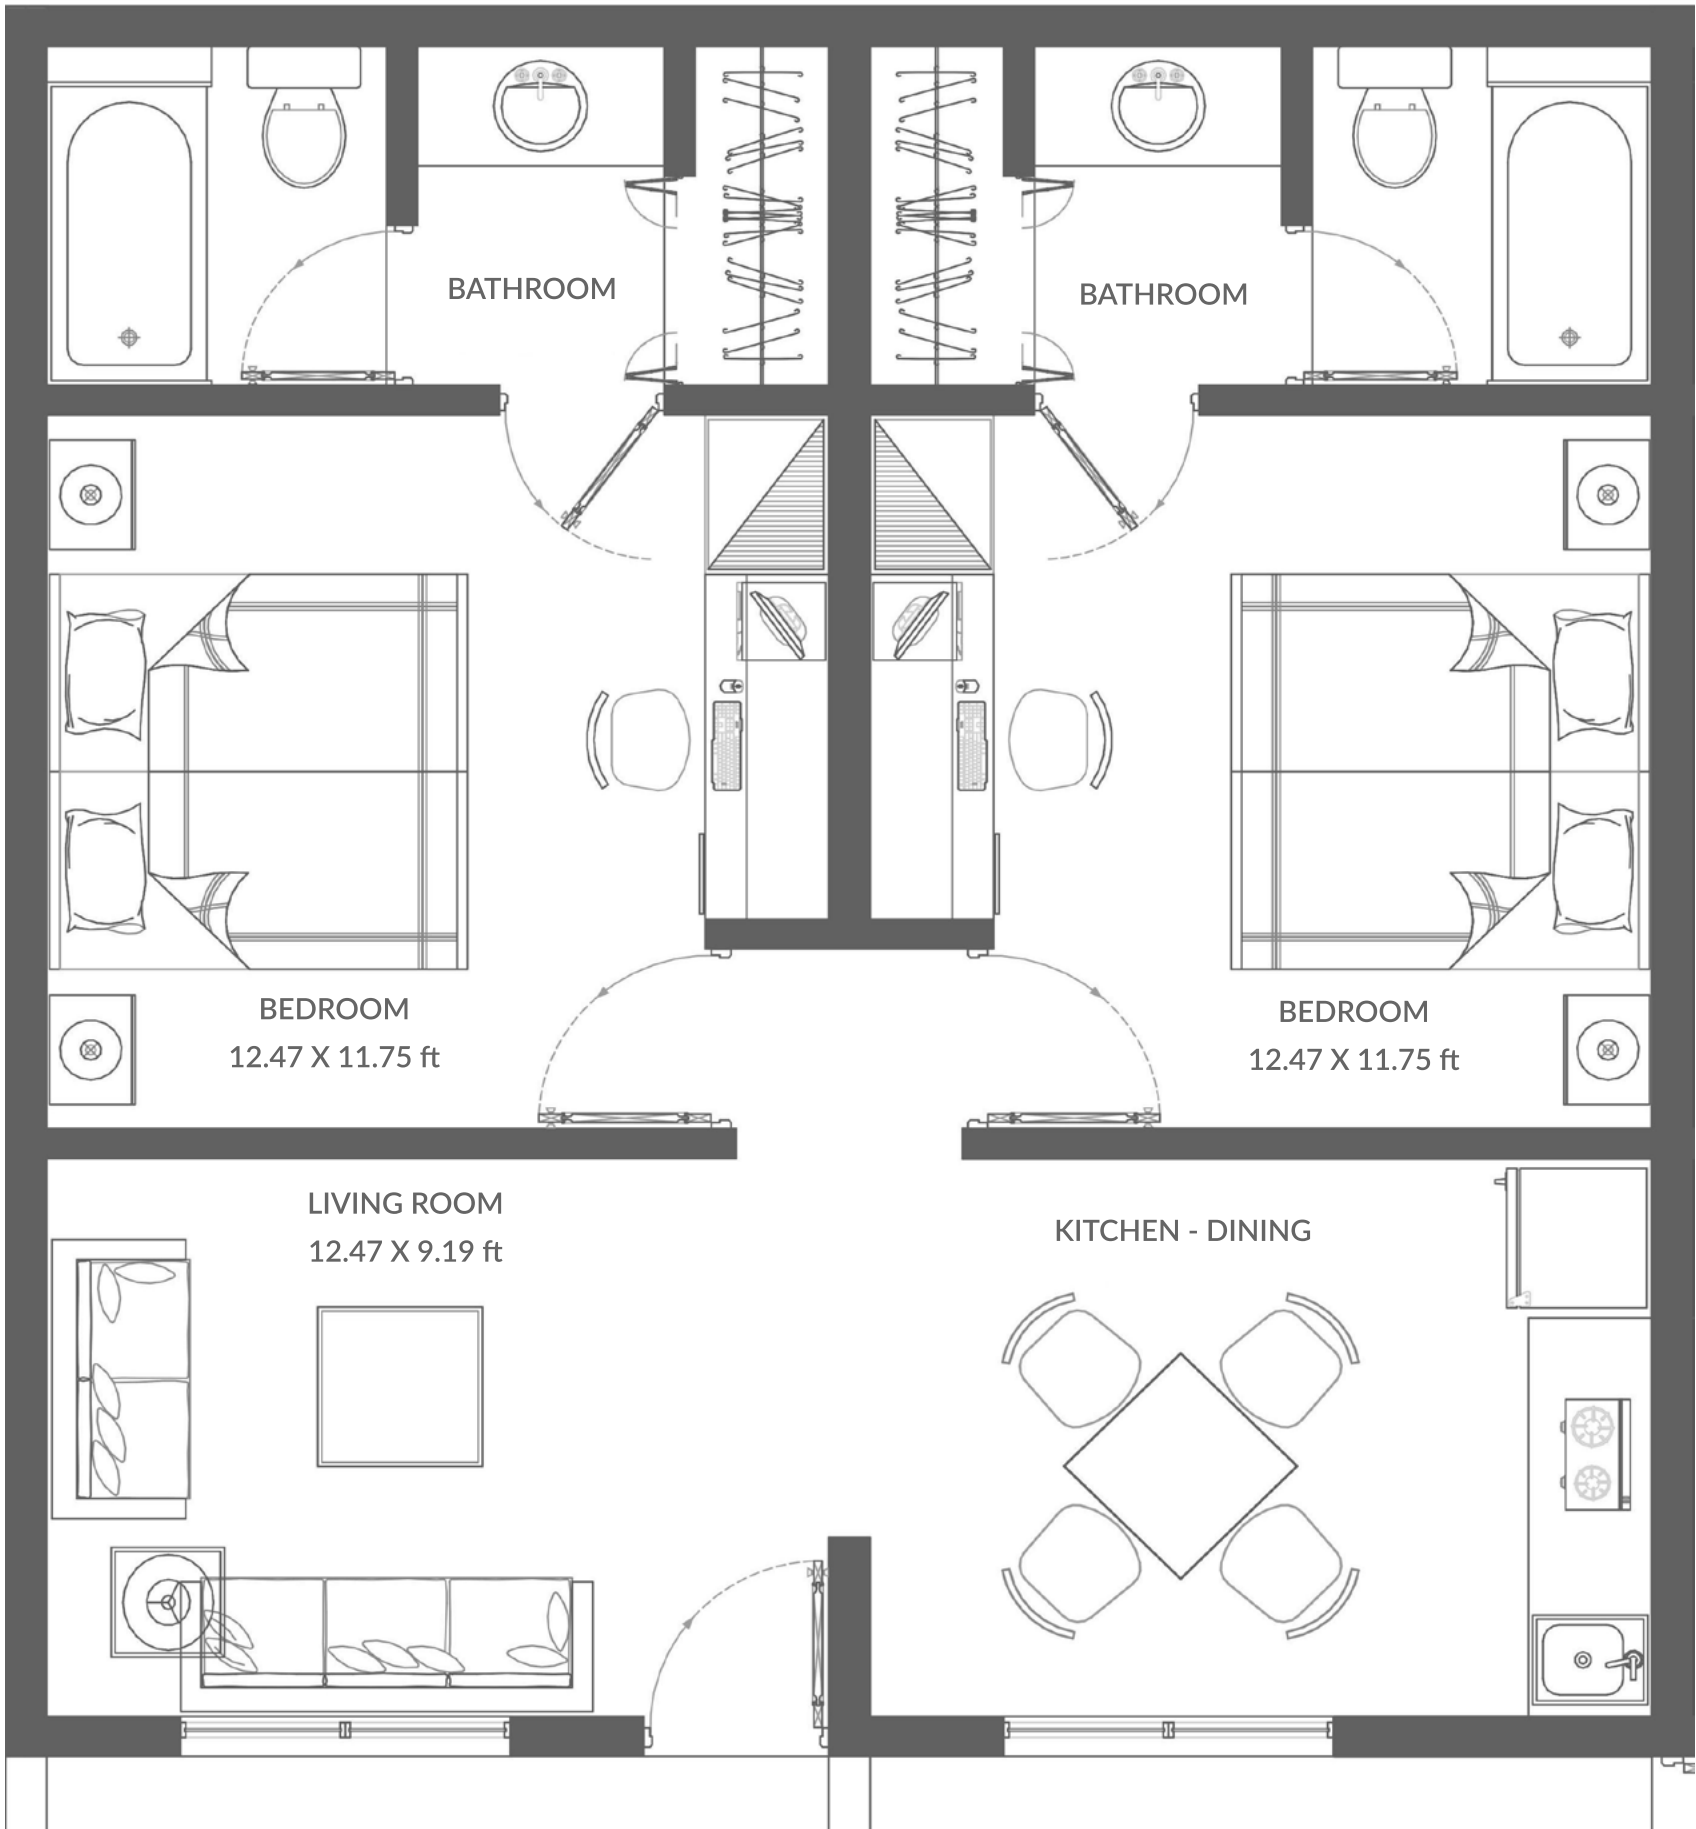 BATHROOM
BATHROOM
BEDROOM
12.47 X 11.75 ft
BEDROOM
12.47 X 11.75 ft
LIVING ROOM
12.47 X 9.19 ft
KITCHEN - DINING